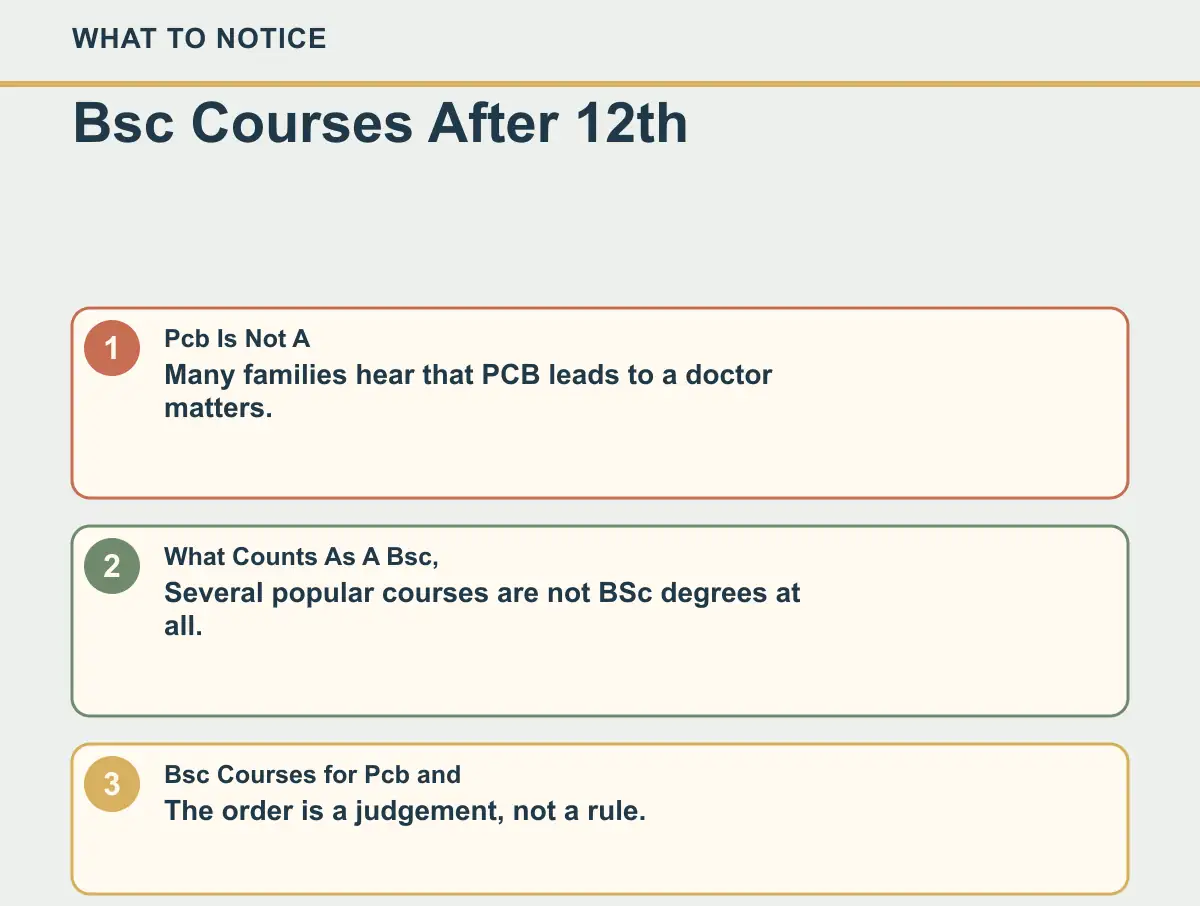 WHAT TO NOTICE
Bsc Courses After 12th
1
Pcb Is Not A
Many families hear that PCB leads to a doctor
matters.
2
What Counts As A Bsc,
Several popular courses are not BSc degrees at
all.
3
Bsc Courses for Pcb and
The order is a judgement, not a rule.